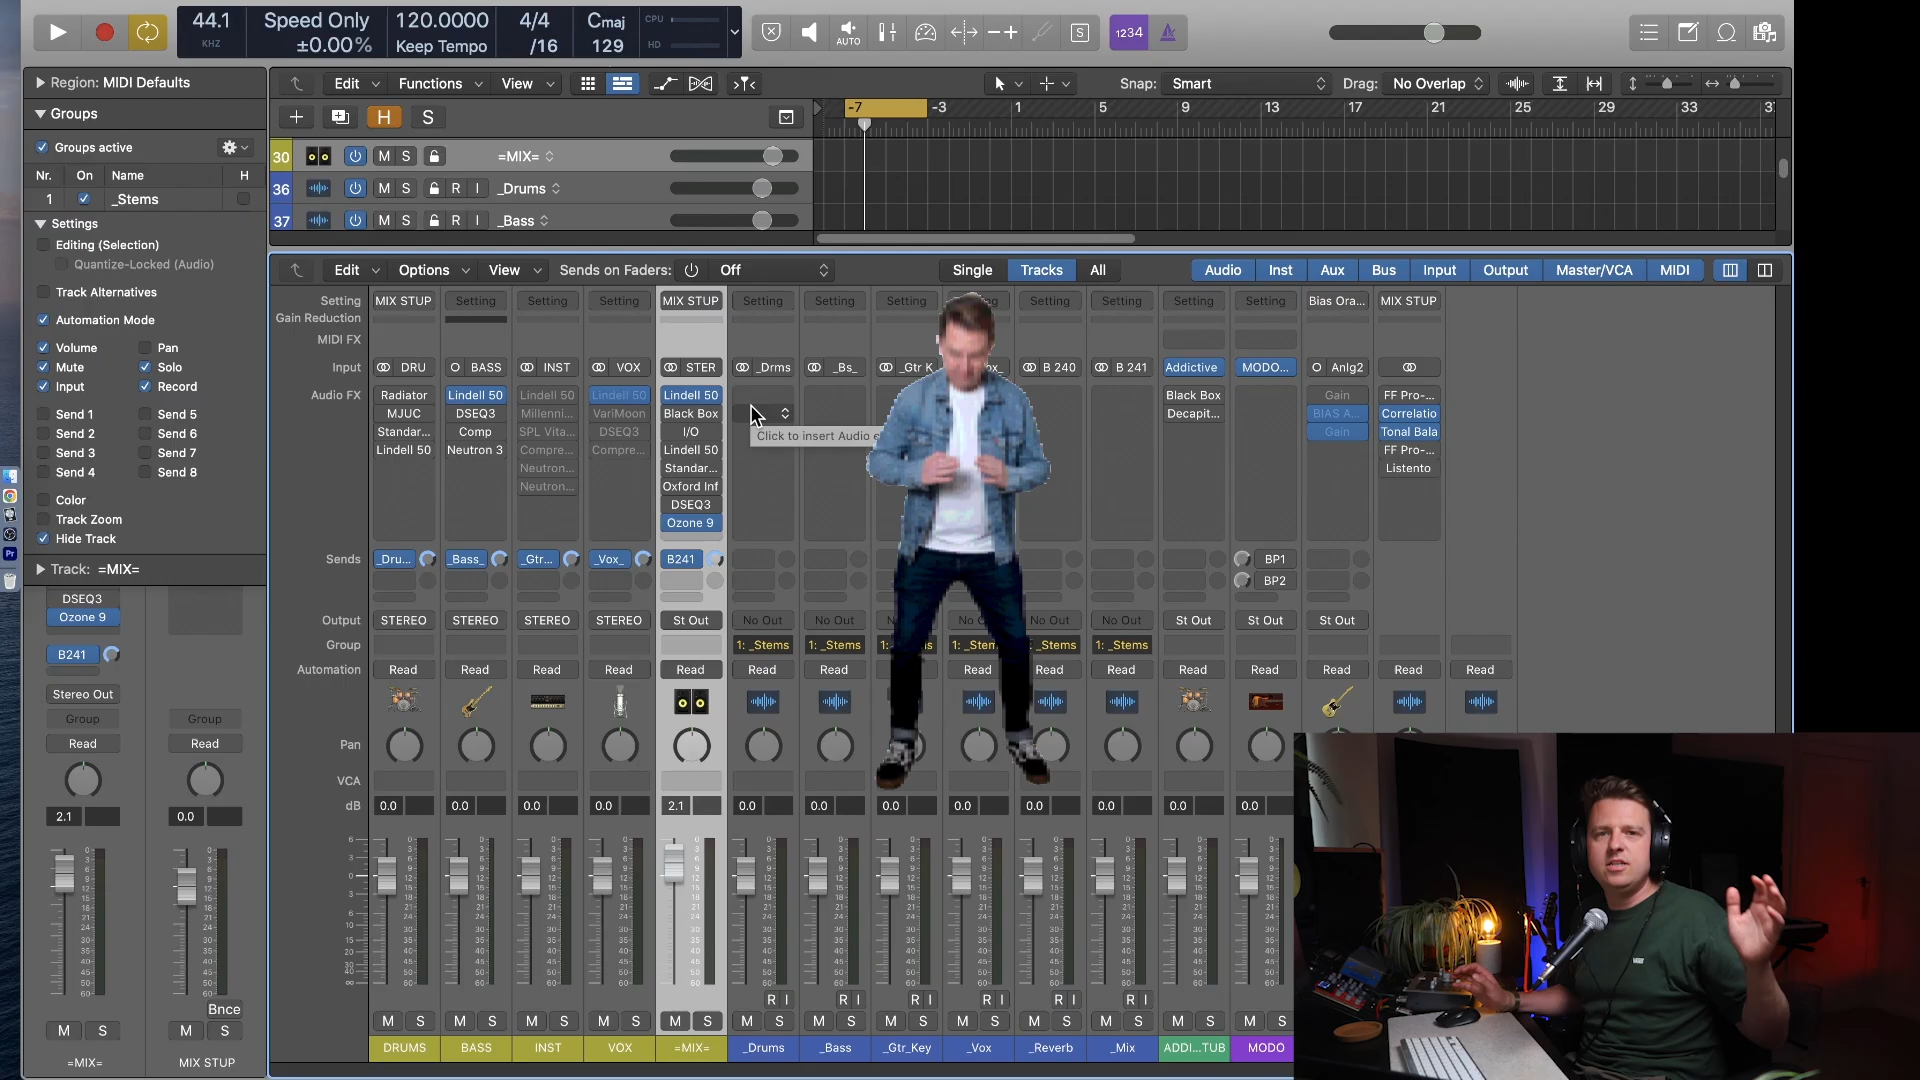 44.1 Speed Only 120.0000 4/4 Cmaj CPU
KHZ ±0.00% Keep Tempo /16 129 HD
AUTO S 1234
Region: MIDI Defaults
Edit Functions View Snap: Smart Drag: No Overlap
Groups
H S
-7 -3 1 5 9 13 17 21 25 29 33
Groups active
30 M S =MIX=
Nr. On Name H
36 M S R I _Drums
1 _Stems
37 M S R I _Bass
Settings
Editing (Selection)
Quantize-Locked (Audio)
Track Alternatives
Automation Mode
Volume Pan
Mute Solo
Input Record
Send 1 Send 5
Send 2 Send 6
Send 3 Send 7
Send 4 Send 8
Color
Track Zoom
Hide Track
Track: =MIX=
DSEQ3
Ozone 9
B241
Stereo Out
Group Group
Read Read
2.1 0.0
Bnce
M S M S
=MIX= MIX STUP
Edit Options View Sends on Faders: Off Single Tracks All Audio Inst Aux Bus Input Output Master/VCA MIDI
Setting MIX STUP Setting Setting Setting MIX STUP Setting Setting Setting Setting Setting Setting Setting Bias Ora... MIX STUP
Gain Reduction
MIDI FX
Input DRU BASS INST VOX STER _Drms _Bs_ _Gtr K B 240 B 241 Addictive MODO... Anlg2
Audio FX Radiator Lindell 50 Lindell 50 Lindell 50 Lindell 50 Black Box Gain FF Pro-...
MJUC DSEQ3 Millenni... VariMoon Black Box Decapit... BIAS A... Correlatio
Standar... Comp SPL Vita... DSEQ3 I/O Gain Tonal Bala
Click to insert Audio e
Lindell 50 Neutron 3 Compre... Compre... Lindell 50 FF Pro-...
Neutron... Standar... Listento
Neutron... Oxford Inf
DSEQ3
Ozone 9
Sends _Dru... _Bass_ _Gtr... _Vox_ B241 BP1
BP2
Output STEREO STEREO STEREO STEREO St Out No Out No Out No Out No Out St Out St Out St Out
Group 1: _Stems 1: _Stems 1: _Stems 1: _Stems
Automation Read Read Read Read Read Read Read Read Read Read Read Read Read Read
Pan
VCA
dB 0.0 0.0 0.0 0.0 2.1 0.0 0.0 0.0 0.0 0.0 0.0 0.0 0.0
R I R I R I R I R I R I
M S M S M S M S M S M S M S M S M S M S M S M S M S
DRUMS BASS INST VOX =MIX= _Drums _Bass _Gtr_Key _Vox _Reverb _Mix ADDI...TUB MODO